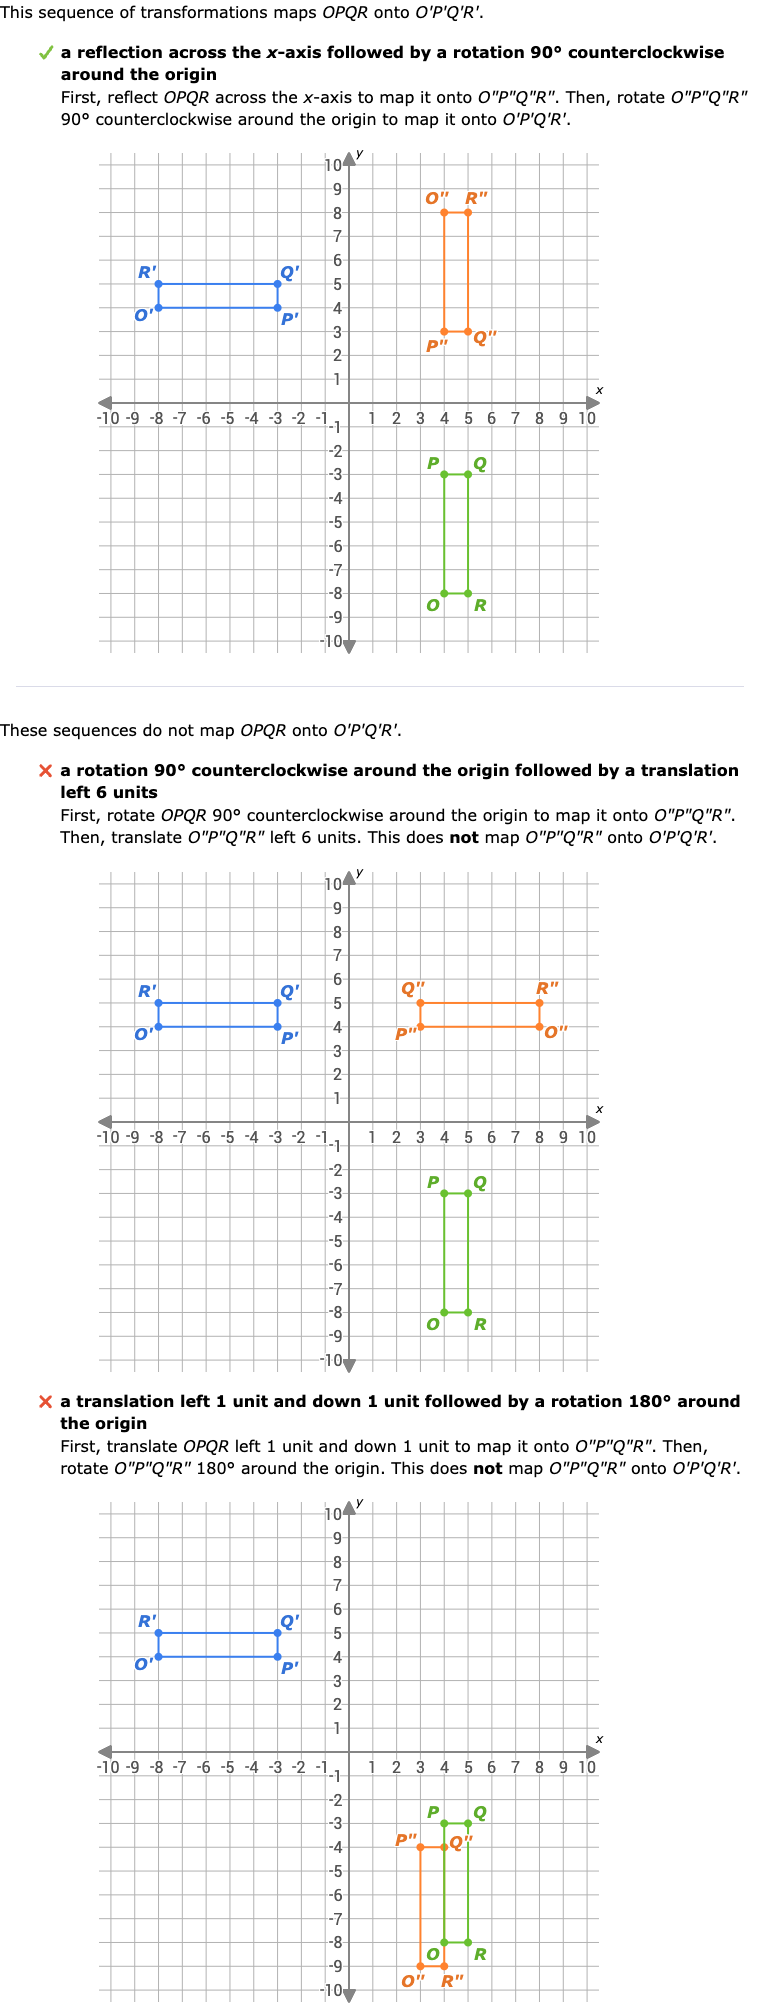 This sequence of transformations maps OPQR onto O'P'Q'R'.
a reflection across the x-axis followed by a rotation 90° counterclockwise
around the origin
First, reflect OPQR across the x-axis to map it onto O"P"Q"R". Then, rotate O"P"Q"R"
90° counterclockwise around the origin to map it onto O'P'Q'R'.
y
10
9
O" R"
8
7
6
R' Q'
5
4
O' P'
3
P" Q"
2
1
x
-10 -9 -8 -7 -6 -5 -4 -3 -2 -1 1 2 3 4 5 6 7 8 9 10
-1
-2
P Q
-3
-4
-5
-6
-7
-8
O R
-9
-10
These sequences do not map OPQR onto O'P'Q'R'.
a rotation 90° counterclockwise around the origin followed by a translation
left 6 units
First, rotate OPQR 90° counterclockwise around the origin to map it onto O"P"Q"R".
Then, translate O"P"Q"R" left 6 units. This does not map O"P"Q"R" onto O'P'Q'R'.
y
10
9
8
7
6
R' Q' Q" R"
5
4
O' P' P" O"
3
2
1
x
-10 -9 -8 -7 -6 -5 -4 -3 -2 -1 1 2 3 4 5 6 7 8 9 10
-1
-2
P Q
-3
-4
-5
-6
-7
-8
O R
-9
-10
a translation left 1 unit and down 1 unit followed by a rotation 180° around
the origin
First, translate OPQR left 1 unit and down 1 unit to map it onto O"P"Q"R". Then,
rotate O"P"Q"R" 180° around the origin. This does not map O"P"Q"R" onto O'P'Q'R'.
y
10
9
8
7
6
R' Q'
5
4
O' P'
3
2
1
x
-10 -9 -8 -7 -6 -5 -4 -3 -2 -1 1 2 3 4 5 6 7 8 9 10
-1
-2
P Q
-3
P" Q"
-4
-5
-6
-7
-8
O R
-9
O" R"
-10